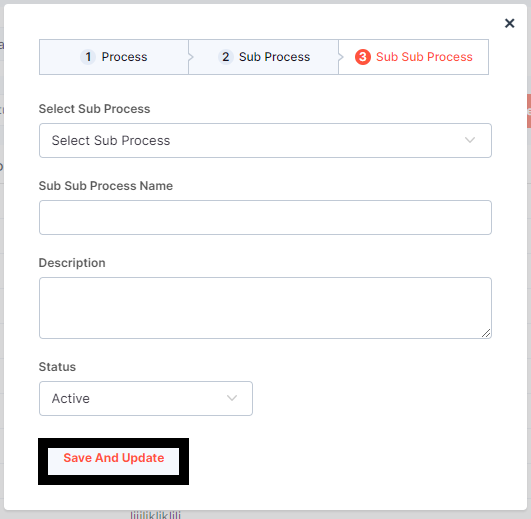 1 Process 2 Sub Process 3 Sub Sub Process
Select Sub Process
Select Sub Process
Sub Sub Process Name
Description
Status
Active
Save And Update